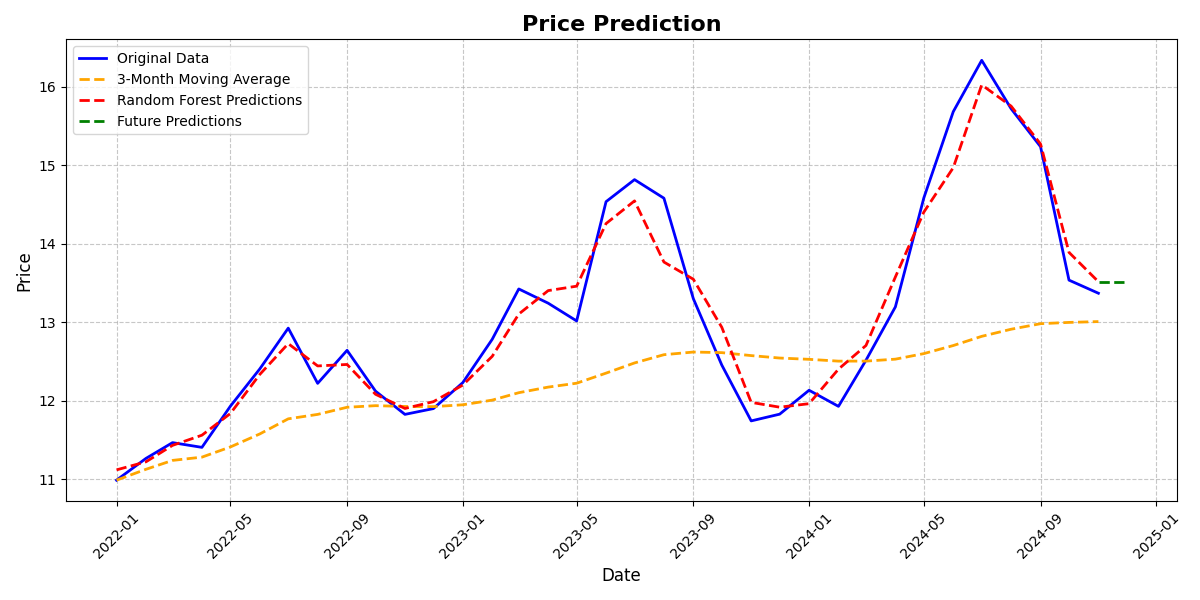 Price Prediction
Original Data
3-Month Moving Average
Random Forest Predictions
Future Predictions
Price
16
15
14
13
12
11
2022-01
2022-05
2022-09
2023-01
2023-05
2023-09
2024-01
2024-05
2024-09
2025-01
Date